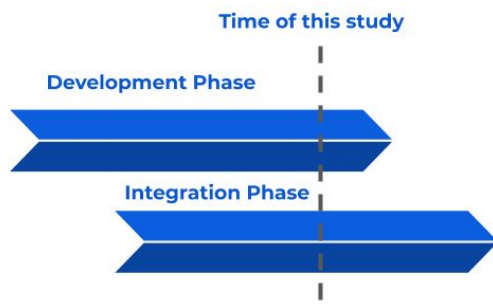 Time of this study
Development Phase
Integration Phase